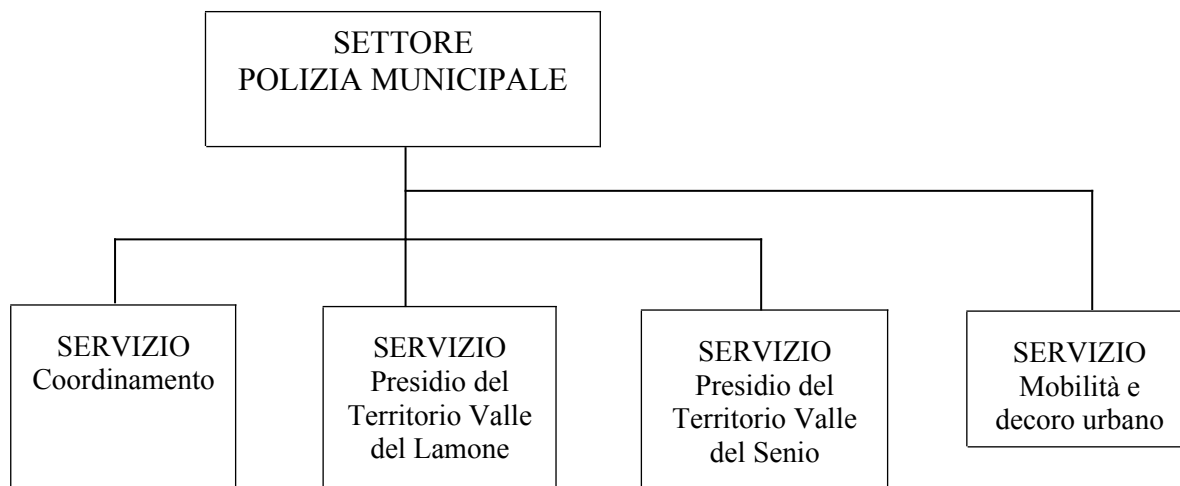 SETTORE
POLIZIA MUNICIPALE
SERVIZIO
Coordinamento
SERVIZIO
Presidio del
Territorio Valle
del Lamone
SERVIZIO
Presidio del
Territorio Valle
del Senio
SERVIZIO
Mobilità e
decoro urbano